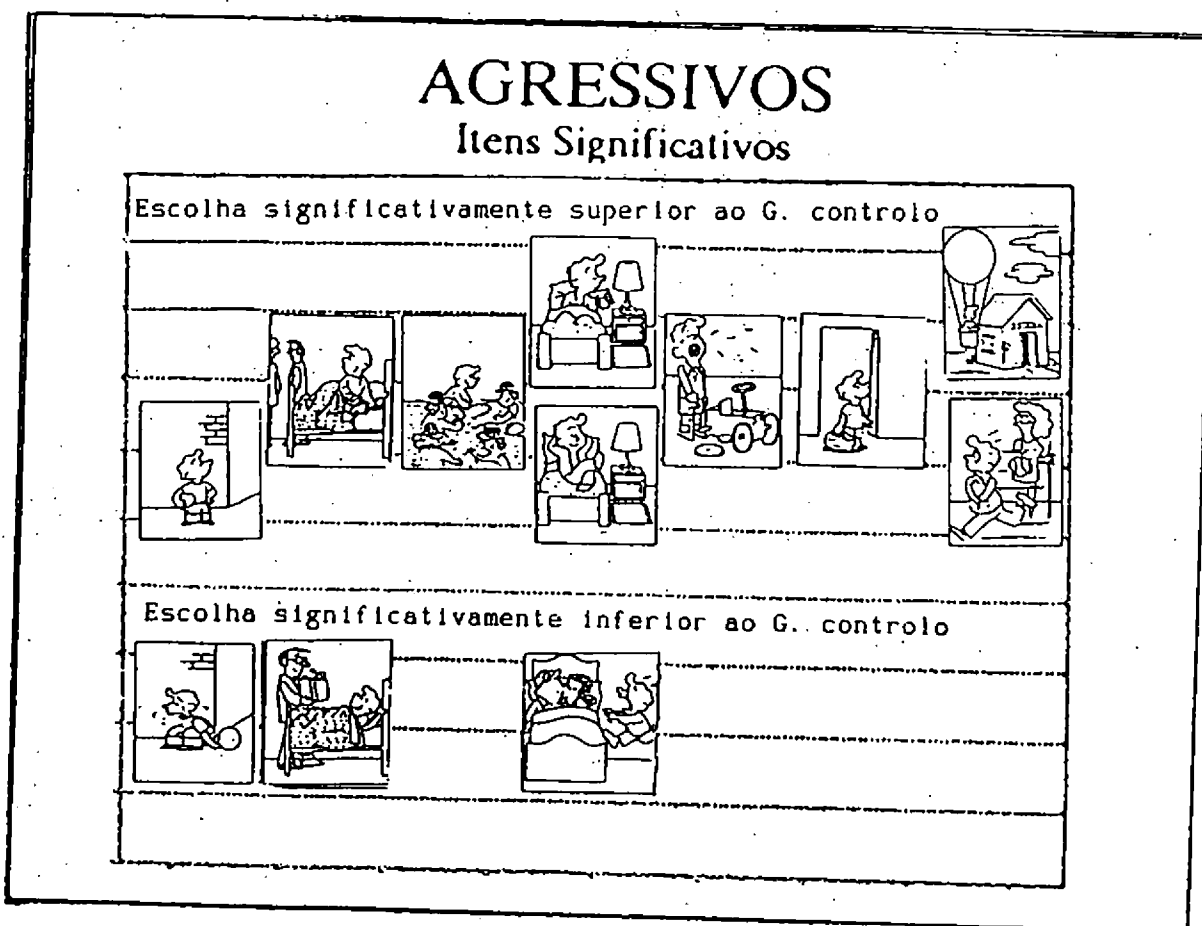 AGRESSIVOS
Itens Significativos
Escolha significativamente superior ao G. controlo
Escolha significativamente inferior ao G. controlo